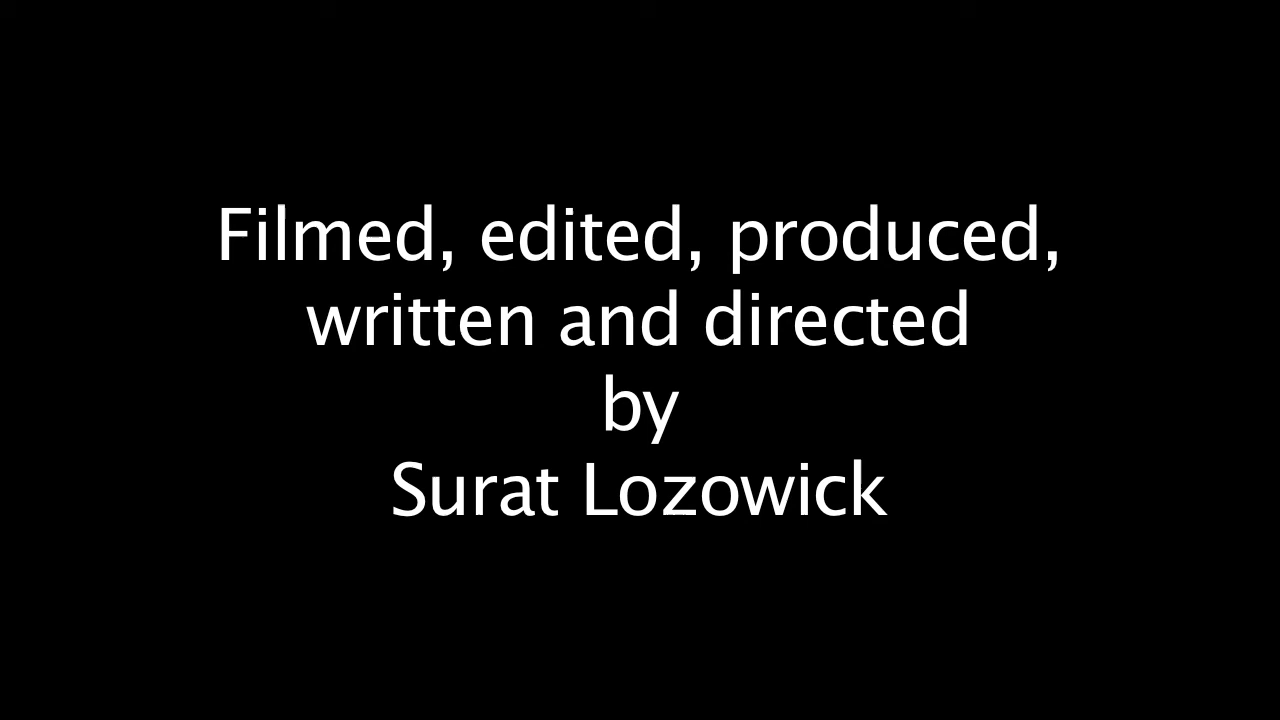 Filmed, edited, produced,
written and directed
by
Surat Lozowick